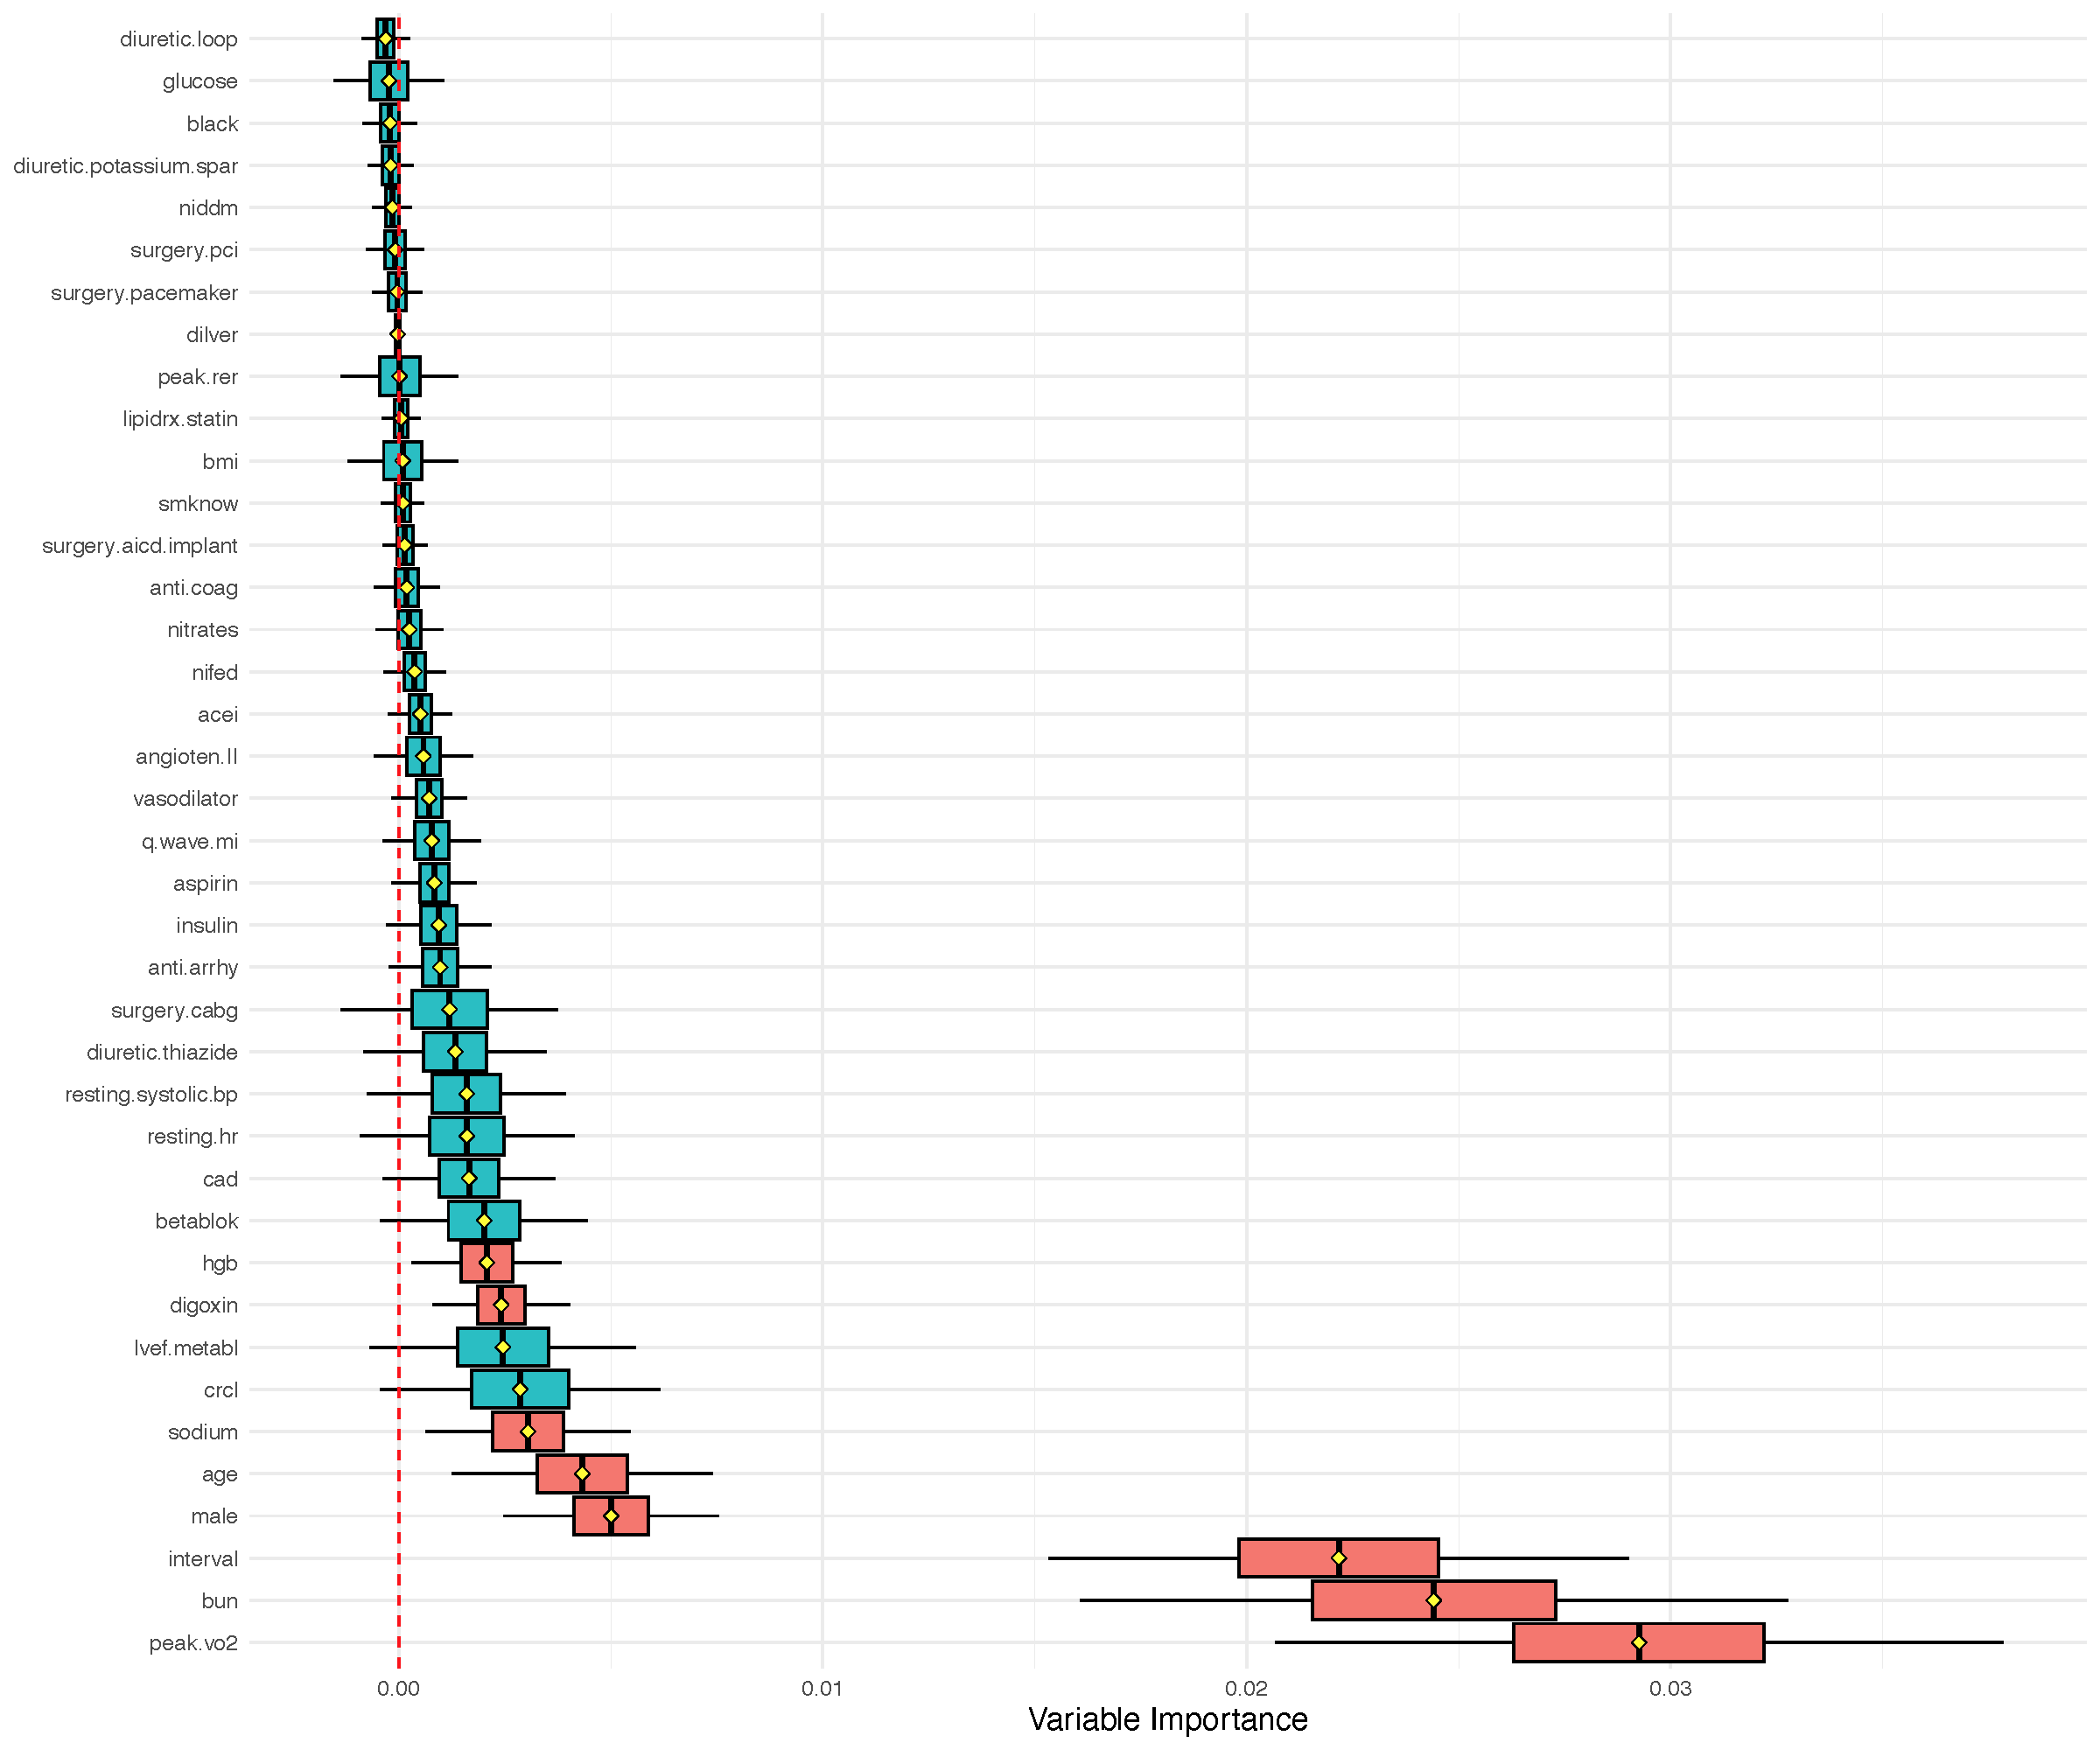 diuretic.loop
glucose
black
diuretic.potassium.spar
niddm
surgery.pci
surgery.pacemaker
dilver
peak.rer
lipidrx.statin
bmi
smknow
surgery.aicd.implant
anti.coag
nitrates
nifed
acei
angioten.II
vasodilator
q.wave.mi
aspirin
insulin
anti.arrhy
surgery.cabg
diuretic.thiazide
resting.systolic.bp
resting.hr
cad
betablok
hgb
digoxin
lvef.metabl
crcl
sodium
age
male
interval
bun
peak.vo2
0.00 0.01 0.02 0.03
Variable Importance